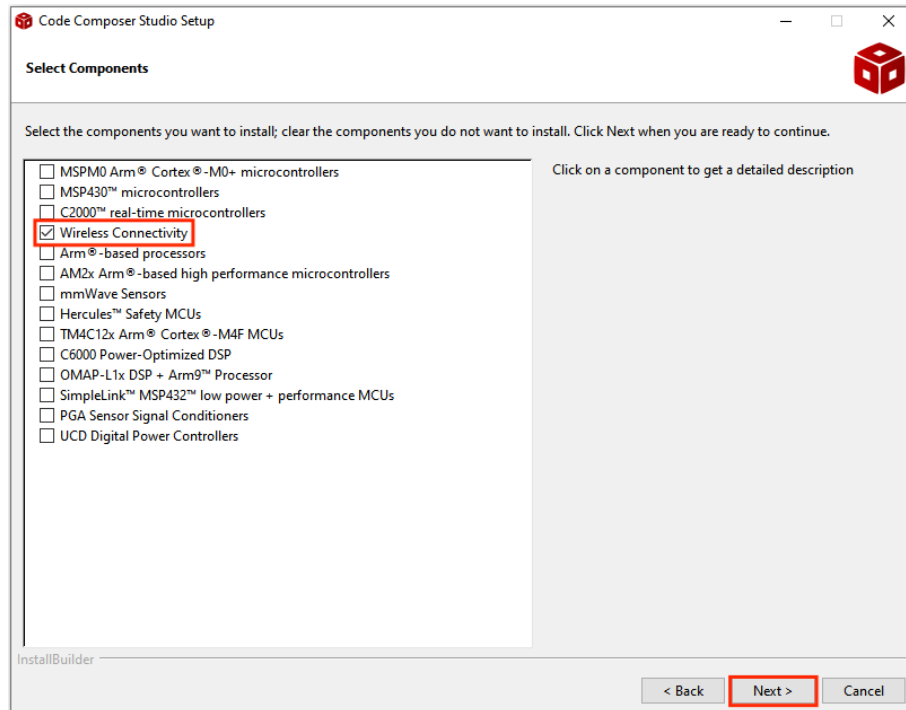 Code Composer Studio Setup
Select Components
Select the components you want to install; clear the components you do not want to install. Click Next when you are ready to continue.
MSPM0 Arm® Cortex®-M0+ microcontrollers
MSP430™ microcontrollers
C2000™ real-time microcontrollers
Wireless Connectivity
Arm®-based processors
AM2x Arm®-based high performance microcontrollers
mmWave Sensors
Hercules™ Safety MCUs
TM4C12x Arm® Cortex®-M4F MCUs
C6000 Power-Optimized DSP
OMAP-L1x DSP + Arm9™ Processor
SimpleLink™ MSP432™ low power + performance MCUs
PGA Sensor Signal Conditioners
UCD Digital Power Controllers
Click on a component to get a detailed description
InstallBuilder
< Back Next > Cancel